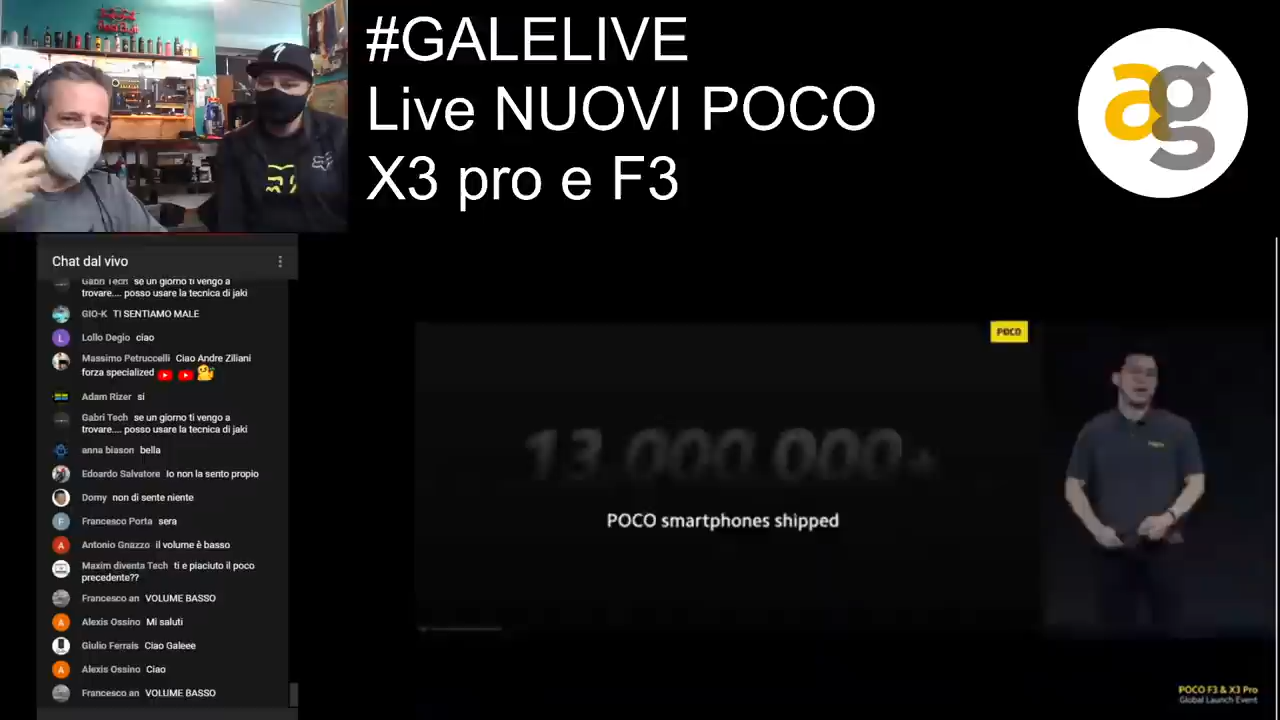 #GALELIVE
Live NUOVI POCO
X3 pro e F3
ag
Chat dal vivo
Gabri Tech se un giorno ti vengo a
trovare.... posso usare la tecnica di jaki
GIO-K TI SENTIAMO MALE
L
Lollo Degio ciao
Massimo Petruccelli Ciao Andre Ziliani
forza specialized
Adam Rizer si
Gabri Tech se un giorno ti vengo a
trovare.... posso usare la tecnica di jaki
anna biason bella
Edoardo Salvatore Io non la sento propio
Domy non di sente niente
F
Francesco Porta sera
A
Antonio Gnazzo il volume è basso
Maxim diventa Tech ti e piaciuto il poco
precedente??
Francesco an VOLUME BASSO
A
Alexis Ossino Mi saluti
Giulio Ferrais Ciao Galeee
A
Alexis Ossino Ciao
Francesco an VOLUME BASSO
POCO
13.000.000+
POCO smartphones shipped
POCO F3 & X3 Pro
Global Launch Event